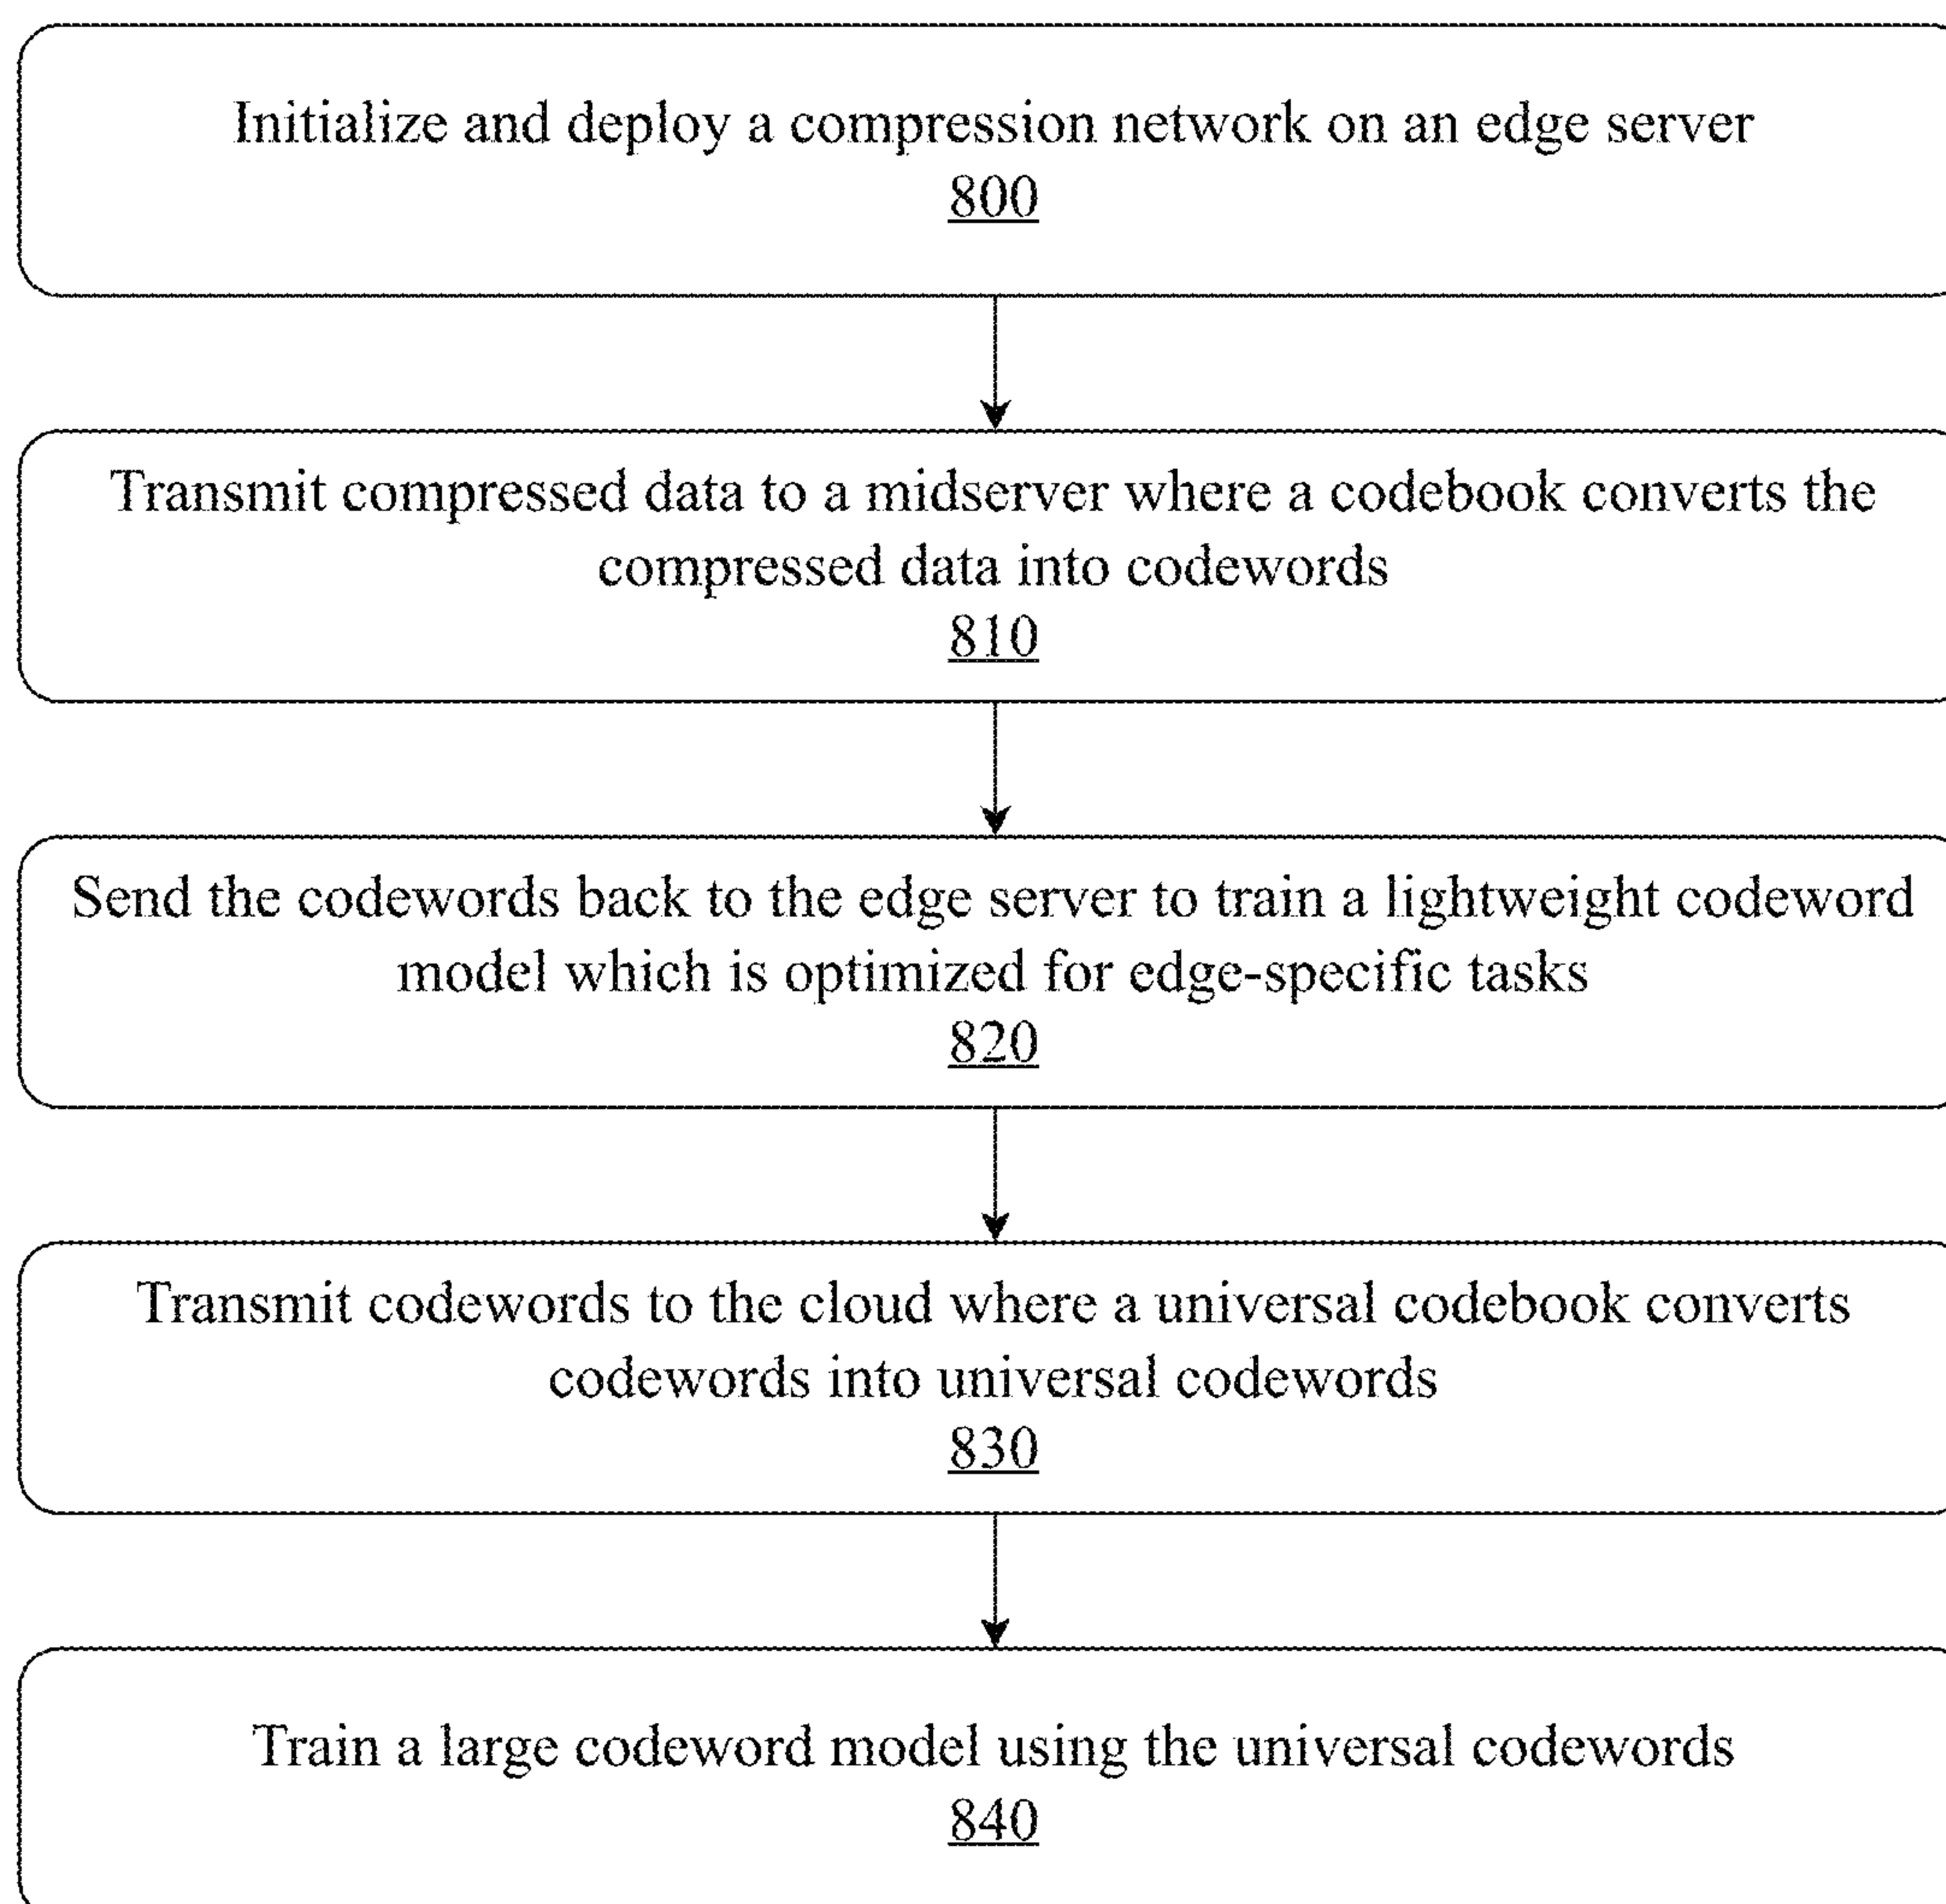 Initialize and deploy a compression network on an edge server
800
Transmit compressed data to a midserver where a codebook converts the
compressed data into codewords
810
Send the codewords back to the edge server to train a lightweight codeword
model which is optimized for edge-specific tasks
820
Transmit codewords to the cloud where a universal codebook converts
codewords into universal codewords
830
Train a large codeword model using the universal codewords
840